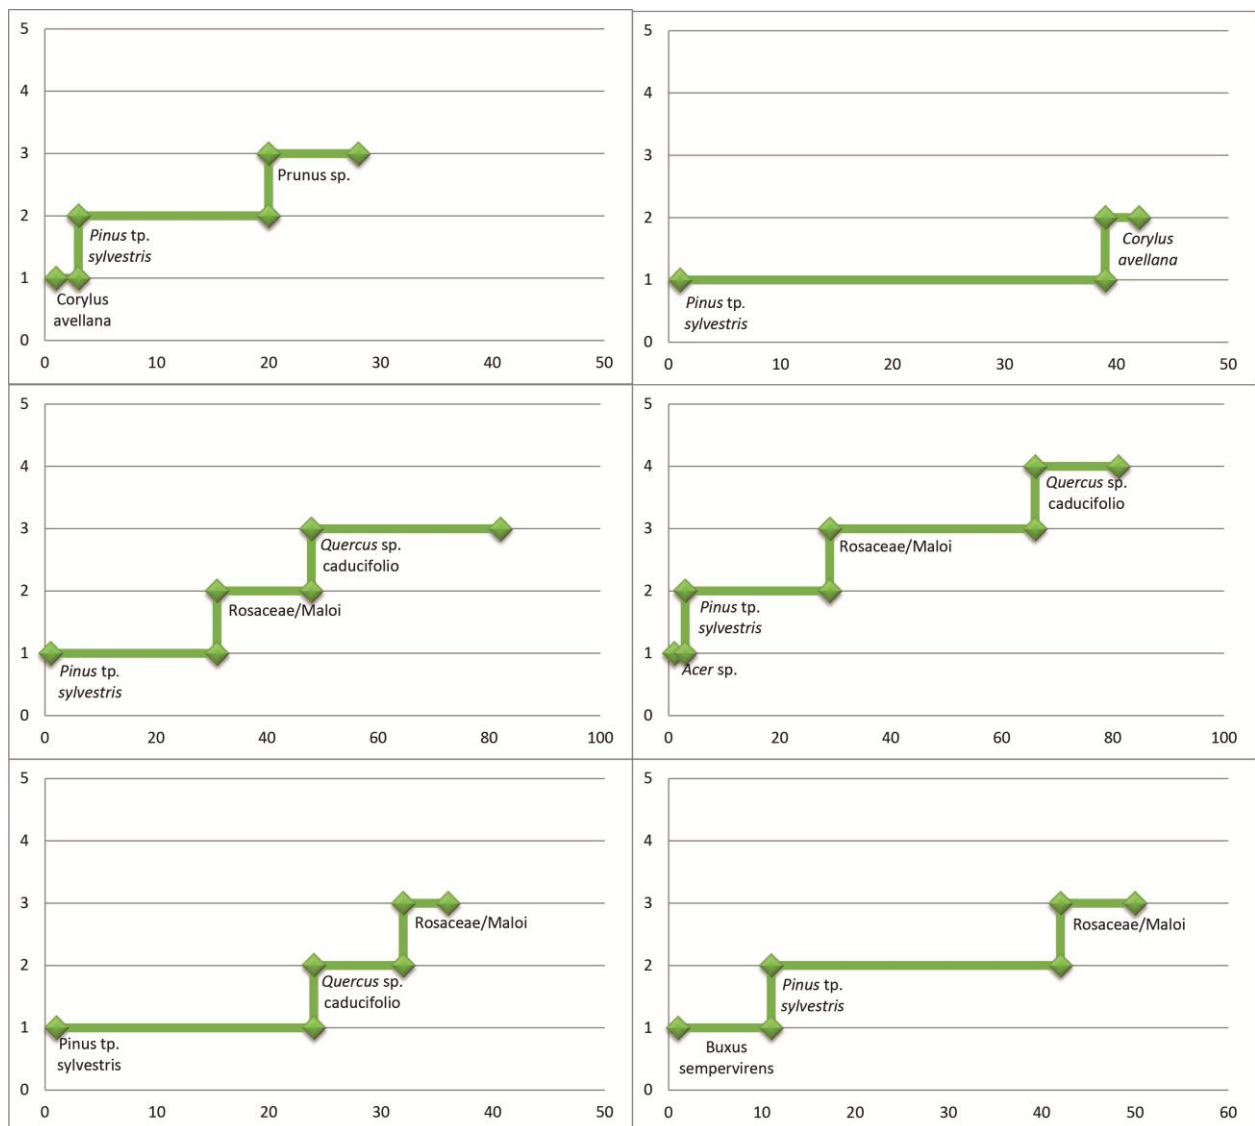 5
4
3
Prunus sp.
2
Pinus tp.
sylvestris
1
Corylus
avellana
0
0 10 20 30 40 50
5
4
3
2
Corylus
avellana
1
Pinus tp.
sylvestris
0
0 10 20 30 40 50
5
4
3
Quercus sp.
caducifolio
2
Rosaceae/Maloi
1
Pinus tp.
sylvestris
0
0 20 40 60 80 100
5
4
Quercus sp.
caducifolio
3
Rosaceae/Maloi
2
Pinus tp.
sylvestris
1
Acer sp.
0
0 20 40 60 80 100
5
4
3
Rosaceae/Maloi
2
Quercus sp.
caducifolio
1
Pinus tp.
sylvestris
0
0 10 20 30 40 50
5
4
3
Rosaceae/Maloi
2
Pinus tp.
sylvestris
1
Buxus
sempervirens
0
0 10 20 30 40 50 60